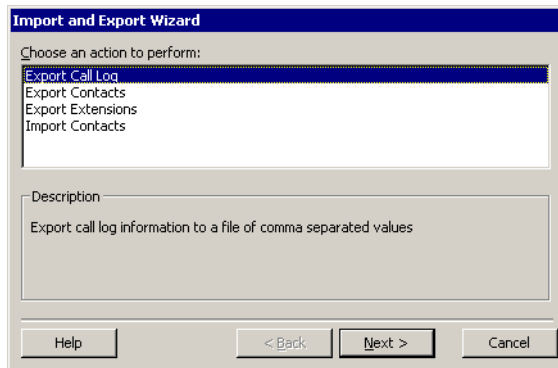 Import and Export Wizard
Choose an action to perform:
Export Call Log
Export Contacts
Export Extensions
Import Contacts
Description
Export call log information to a file of comma separated values
Help
< Back
Next >
Cancel